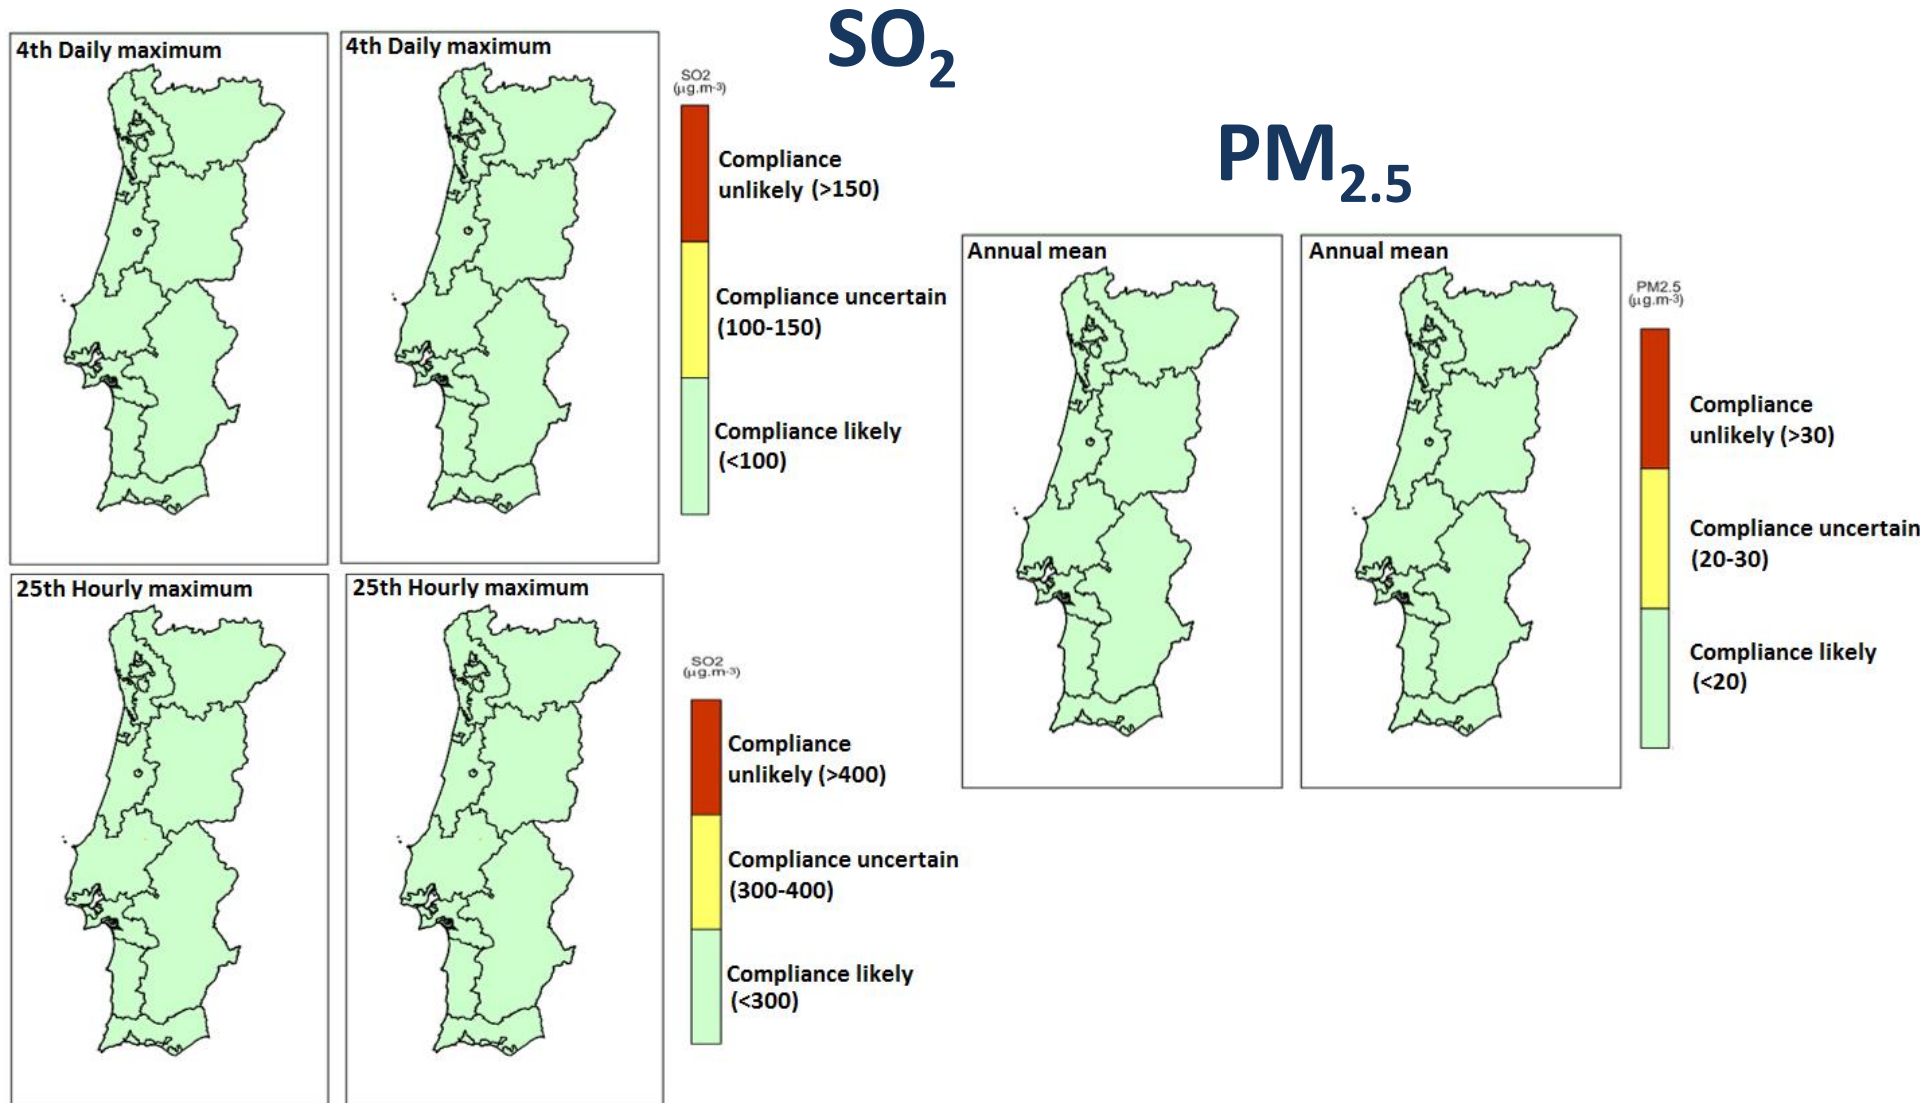 SO2
4th Daily maximum
4th Daily maximum
SO2
(µg.m-3)
Compliance
unlikely (>150)
Compliance uncertain
(100-150)
Compliance likely
(<100)
25th Hourly maximum
25th Hourly maximum
SO2
(µg.m-3)
Compliance
unlikely (>400)
Compliance uncertain
(300-400)
Compliance likely
(<300)
PM2.5
Annual mean
Annual mean
PM2.5
(µg.m-3)
Compliance
unlikely (>30)
Compliance uncertain
(20-30)
Compliance likely
(<20)